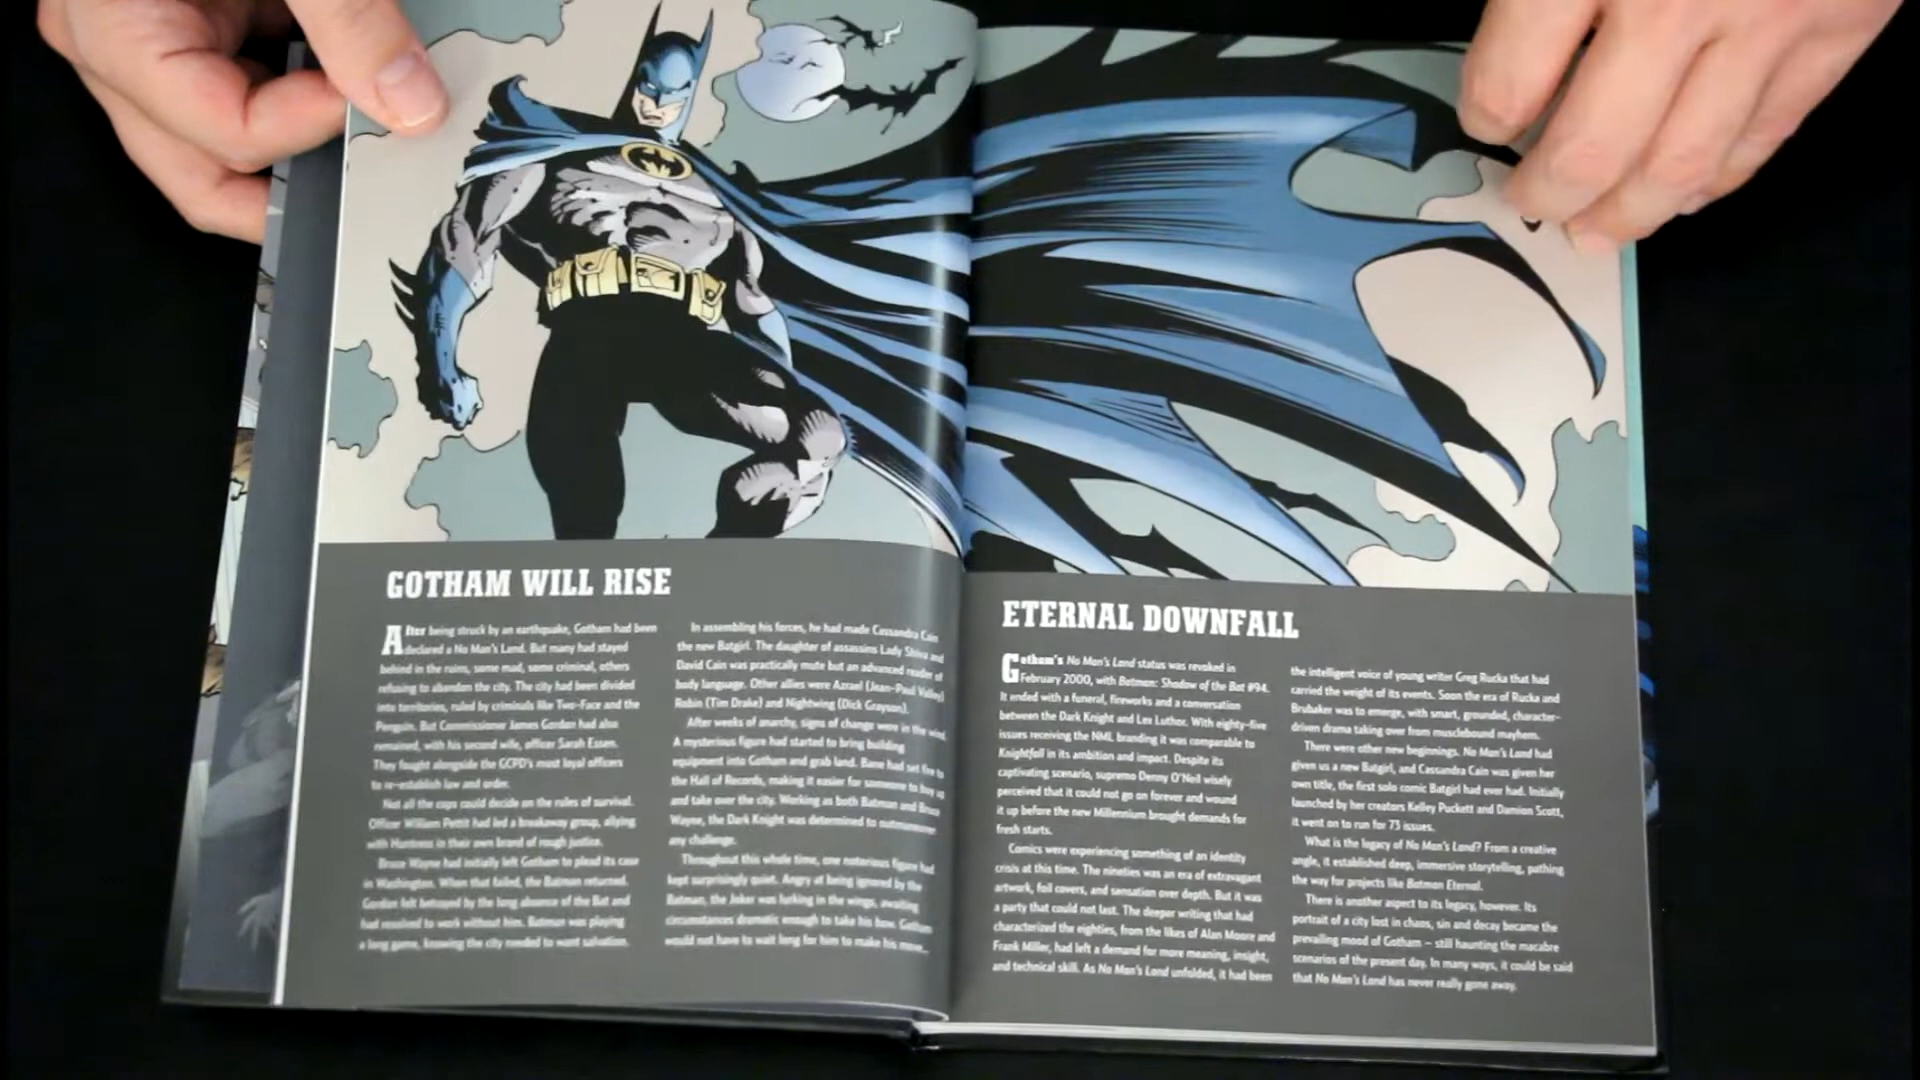 GOTHAM WILL RISE
After being struck by an earthquake, Gotham had been
declared a No Man's Land. But many had stayed
behind in the ruins, some mad, some criminal, others
refusing to abandon the city. The city had been divided
into territories, ruled by criminals like Two-Face and the
Penguin. But Commissioner James Gordon had also
remained, with his second wife, officer Sarah Essen.
They fought alongside the GCPD's most loyal officers
to re-establish law and order.
Not all the cops could decide on the rules of survival.
Officer William Pettit had led a breakaway group, allying
with Huntress in their own brand of rough justice.
Bruce Wayne had initially left Gotham to plead its case
in Washington. When that failed, the Batman returned.
Gordon felt betrayed by the long absence of the Bat and
had resolved to work without him. Batman was playing
a long game, knowing the city needed to want salvation.
In assembling his forces, he had made Cassandra Cain
the new Batgirl. The daughter of assassins Lady Shiva and
David Cain was practically mute but an advanced reader of
body language. Other allies were Azrael (Jean-Paul Valley)
Robin (Tim Drake) and Nightwing (Dick Grayson).
After weeks of anarchy, signs of change were in the wind.
A mysterious figure had started to bring building
equipment into Gotham and grab land. Bane had set fire to
the Hall of Records, making it easier for someone to buy up
and take over the city. Working as both Batman and Bruce
Wayne, the Dark Knight was determined to outmaneuver
any challenge.
Throughout this whole time, one notorious figure had
kept surprisingly quiet. Angry at being ignored by the
Batman, the Joker was lurking in the wings, awaiting
circumstances dramatic enough to take his bow. Gotham
would not have to wait long for him to make his move...
ETERNAL DOWNFALL
Gotham's No Man's Land status was revoked in
February 2000, with Batman: Shadow of the Bat #94.
It ended with a funeral, fireworks and a conversation
between the Dark Knight and Lex Luthor. With eighty-five
issues receiving the NML branding it was comparable to
Knightfall in its ambition and impact. Despite its
captivating scenario, supremo Denny O'Neil wisely
perceived that it could not go on forever and wound
it up before the new Millennium brought demands for
fresh starts.
Comics were experiencing something of an identity
crisis at this time. The nineties was an era of extravagant
artwork, foil covers, and sensation over depth. But it was
a party that could not last. The deeper writing that had
characterized the eighties, from the likes of Alan Moore and
Frank Miller, had left a demand for more meaning, insight,
and technical skill. As No Man's Land unfolded, it had been
the intelligent voice of young writer Greg Rucka that had
carried the weight of its events. Soon the era of Rucka and
Brubaker was to emerge, with smart, grounded, character-
driven drama taking over from musclebound mayhem.
There were other new beginnings. No Man's Land had
given us a new Batgirl, and Cassandra Cain was given her
own title, the first solo comic Batgirl had ever had. Initially
launched by her creators Kelley Puckett and Damion Scott,
it went on to run for 73 issues.
What is the legacy of No Man's Land? From a creative
angle, it established deep, immersive storytelling, pathing
the way for projects like Batman Eternal.
There is another aspect to its legacy, however. Its
portrait of a city lost in chaos, sin and decay became the
prevailing mood of Gotham – still haunting the macabre
scenarios of the present day. In many ways, it could be said
that No Man's Land has never really gone away.